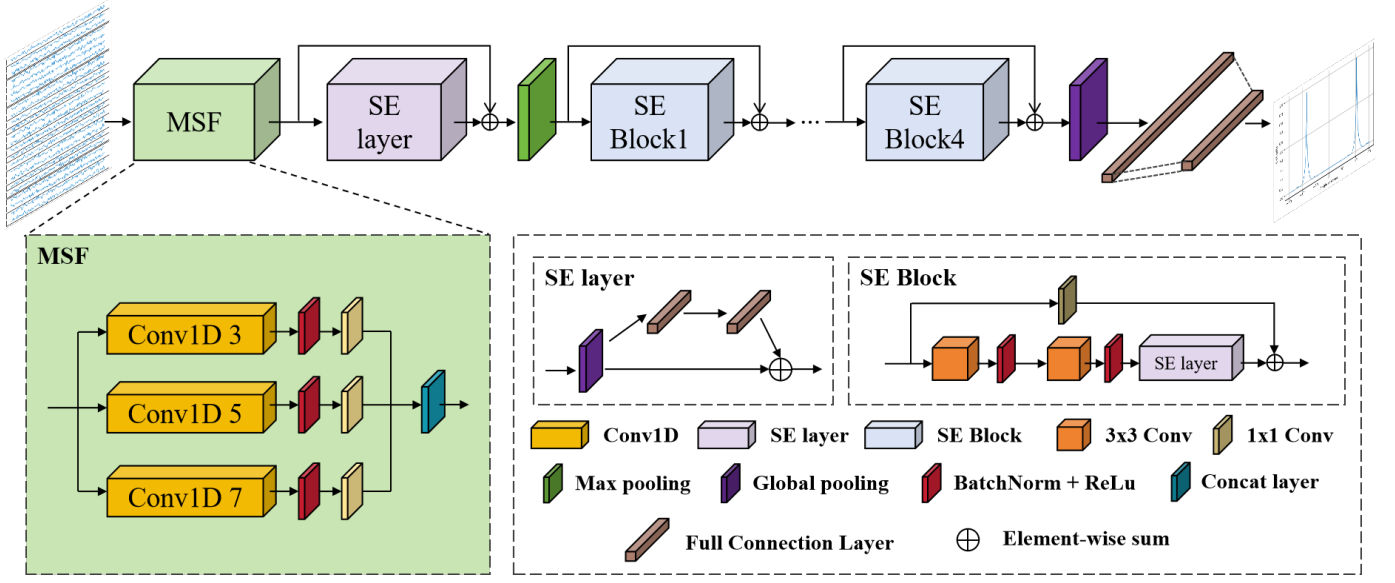 MSF
SE
layer
SE
Block1
...
SE
Block4
MSF
Conv1D 3
Conv1D 5
Conv1D 7
SE layer
SE Block
SE layer
Conv1D
SE layer
SE Block
3x3 Conv
1x1 Conv
Max pooling
Global pooling
BatchNorm + ReLu
Concat layer
Full Connection Layer
Element-wise sum